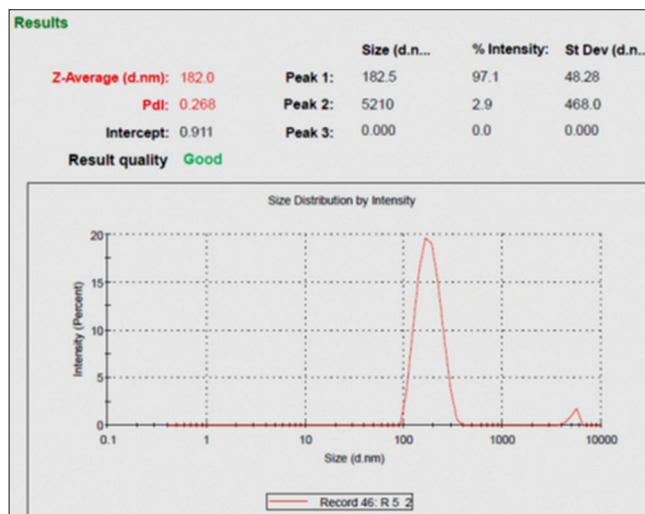 Results
Size (d.n... % Intensity: St Dev (d.n...
Z-Average (d.nm): 182.0 Peak 1: 182.5 97.1 48.28
PdI: 0.268 Peak 2: 5210 2.9 468.0
Intercept: 0.911 Peak 3: 0.000 0.0 0.000
Result quality Good
Size Distribution by Intensity
Intensity (Percent)
20
15
10
5
0
0.1 1 10 100 1000 10000
Size (d.nm)
Record 46: R 5 2